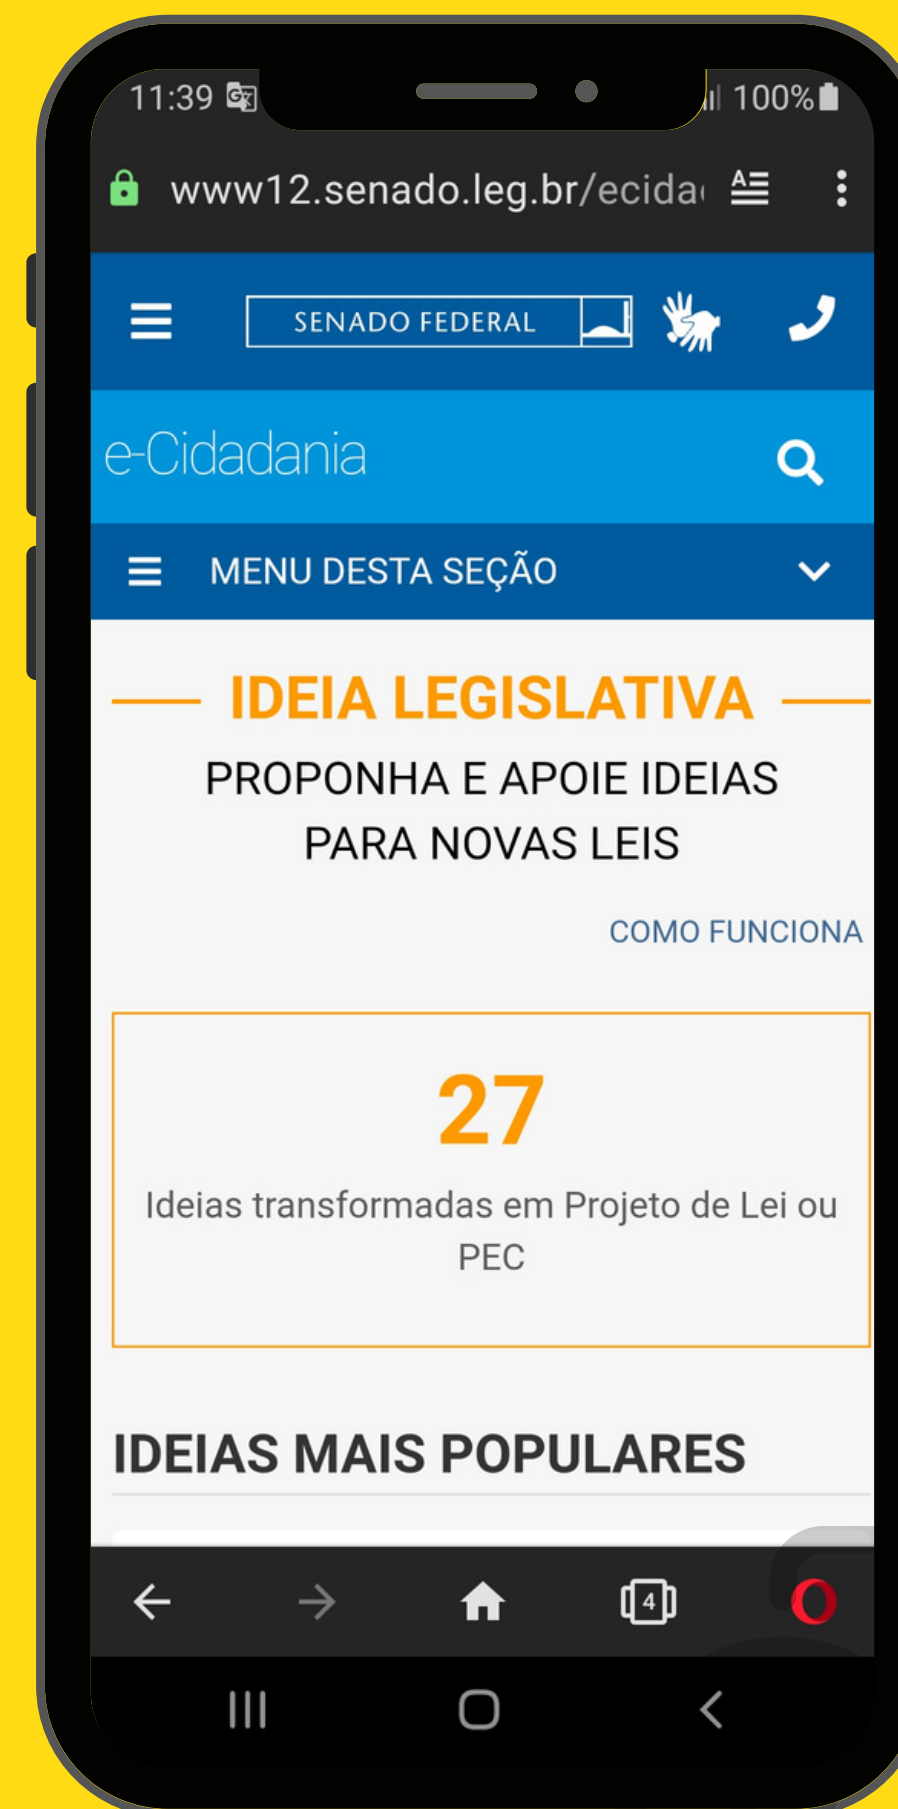 11:39
100%
www12.senado.leg.br/ecida
SENADO FEDERAL
e-Cidadania
MENU DESTA SEÇÃO
IDEIA LEGISLATIVA
PROPONHA E APOIE IDEIAS
PARA NOVAS LEIS
COMO FUNCIONA
27
Ideias transformadas em Projeto de Lei ou
PEC
IDEIAS MAIS POPULARES
4